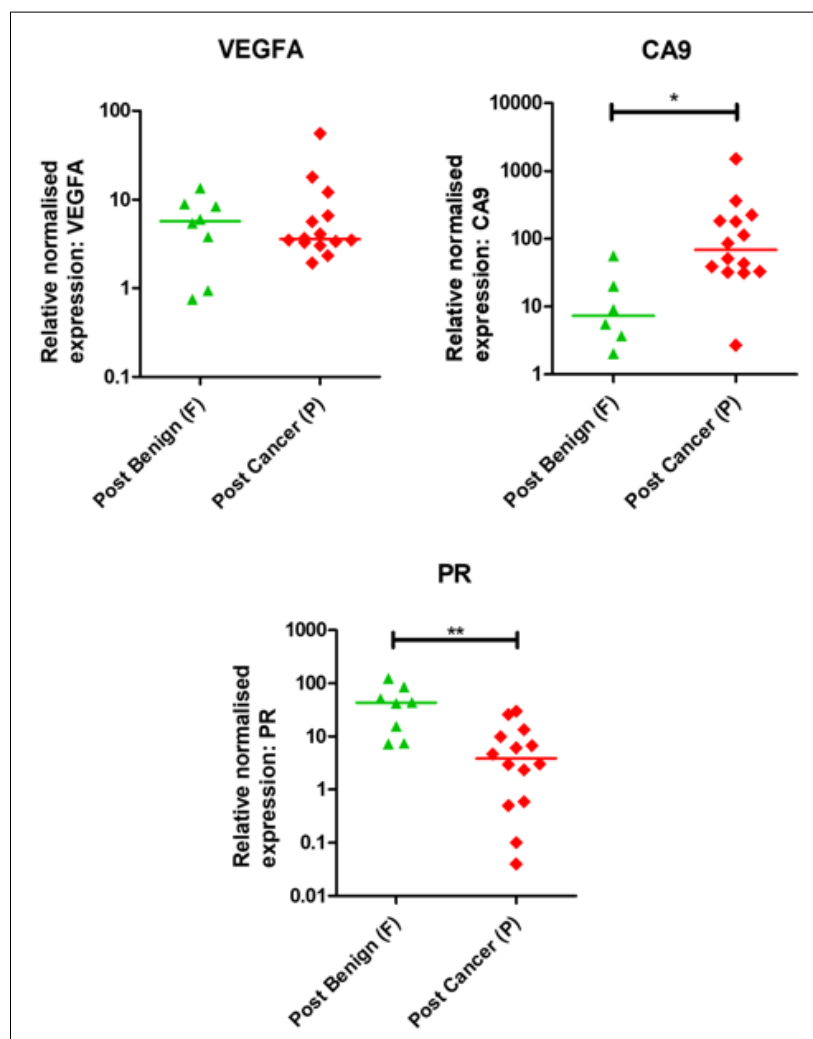 VEGFA
Relative normalised
expression: VEGFA
100
10
1
0.1
Post Benign (F)
Post Cancer (P)
CA9
Relative normalised
expression: CA9
10000
1000
100
10
1
*
Post Benign (F)
Post Cancer (P)
PR
Relative normalised
expression: PR
1000
100
10
1
0.1
0.01
**
Post Benign (F)
Post Cancer (P)